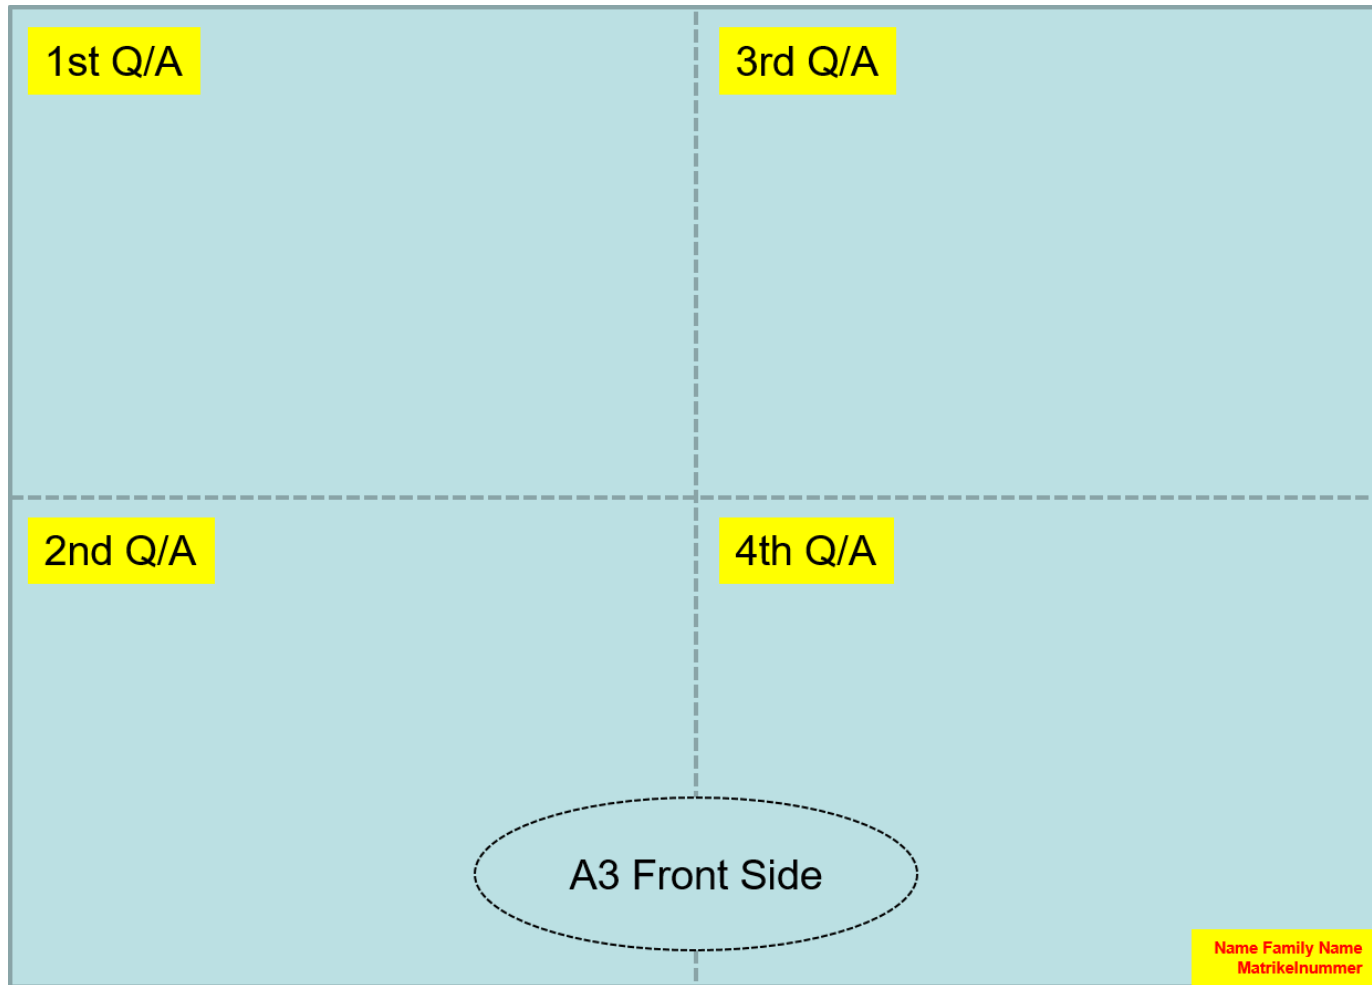 1st Q/A
3rd Q/A
2nd Q/A
4th Q/A
A3 Front Side
Name Family Name
Matrikelnummer